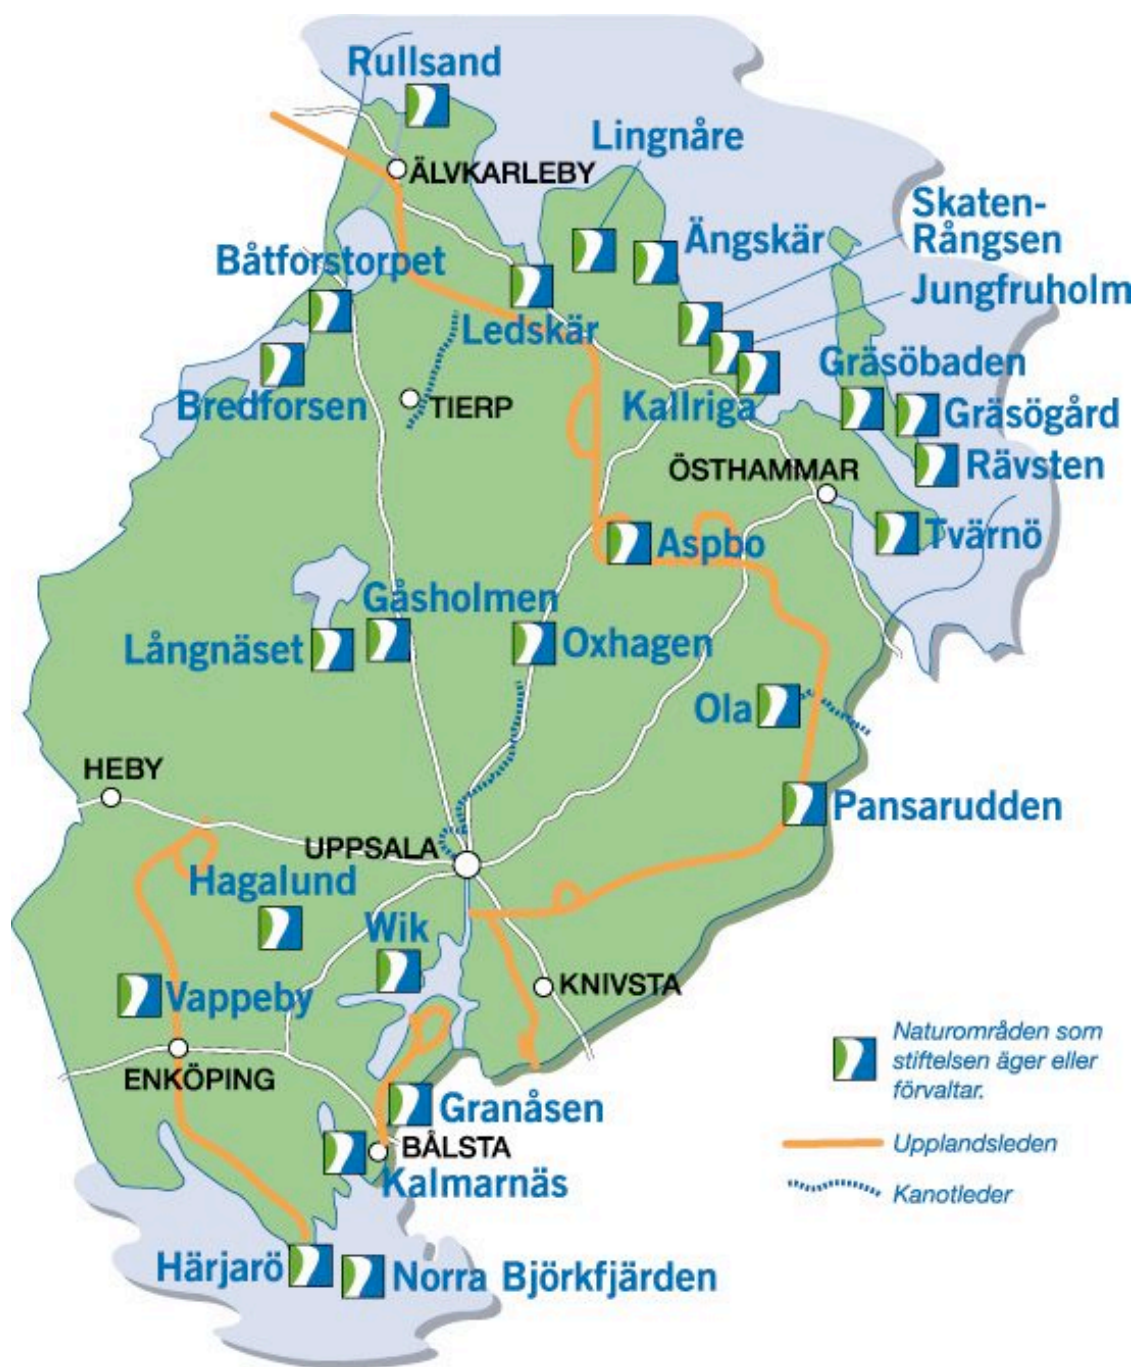 Rullsand
Lingnåre
ÄLVKARLEBY
Skaten-
Rångsen
Ängskär
Båtforstorpet
Jungfruholm
Ledskär
Gräsöbaden
Bredforsen
TIERP
Kallriga
Gräsögård
ÖSTHAMMAR
Rävsten
Aspbo
Tvärnö
Gåsholmen
Långnäset
Oxhagen
Ola
HEBY
Pansarudden
UPPSALA
Hagalund
Wik
KNIVSTA
Vappeby
Naturområden som
stiftelsen äger eller
förvaltar.
ENKÖPING
Granåsen
BÅLSTA
Upplandsleden
Kalmarnäs
Kanotleder
Härjarö
Norra Björkfjärden